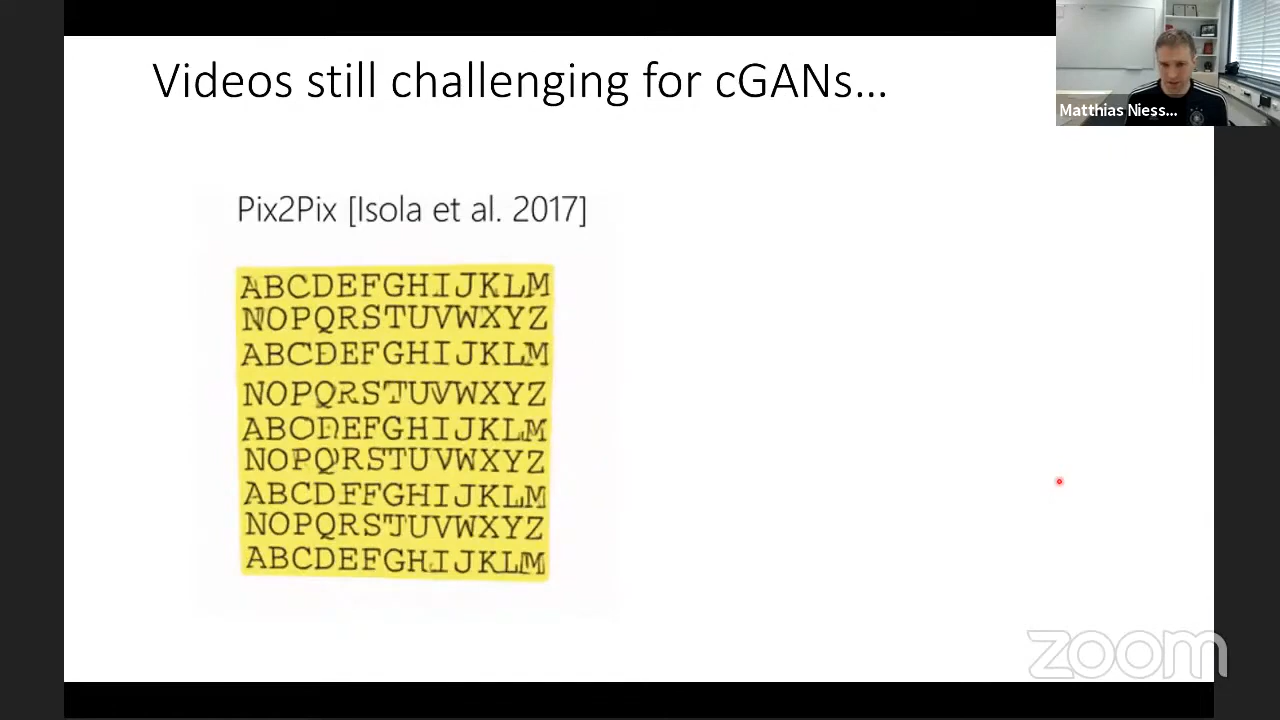 Videos still challenging for cGANs...
Matthias Niess...
Pix2Pix [Isola et al. 2017]
ABCDEFGHIJKLM
NOPQRSTUVWXYZ
ABCDEFGHIJKLM
NOPQRSTUVWXYZ
ABCDEFGHIJKLM
NOPQRSTUVWXYZ
ABCDFFGHIJKLM
NOPQRSTUVWXYZ
ABCDEFGHIJKLM
zoom